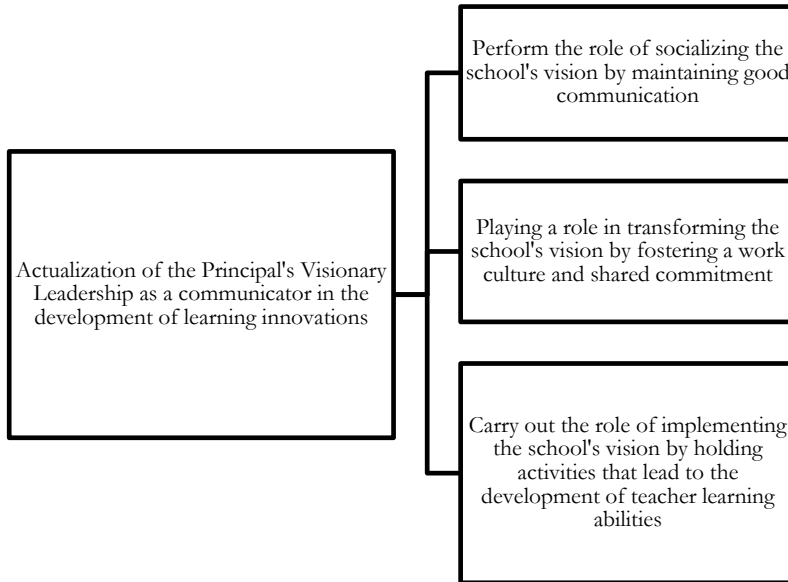 Perform the role of socializing the
school's vision by maintaining good
communication
Actualization of the Principal's Visionary
Leadership as a communicator in the
development of learning innovations
Playing a role in transforming the
school's vision by fostering a work
culture and shared commitment
Carry out the role of implementing
the school's vision by holding
activities that lead to the
development of teacher learning
abilities